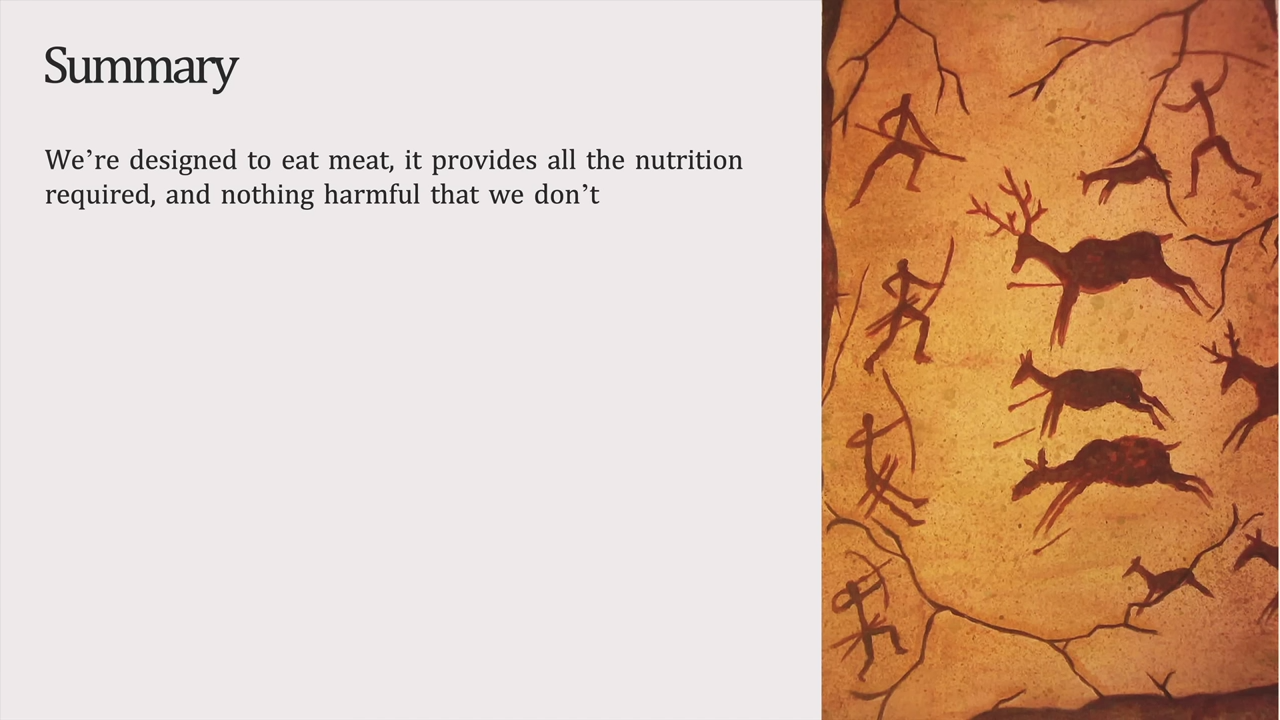 Summary
We’re designed to eat meat, it provides all the nutrition
required, and nothing harmful that we don’t